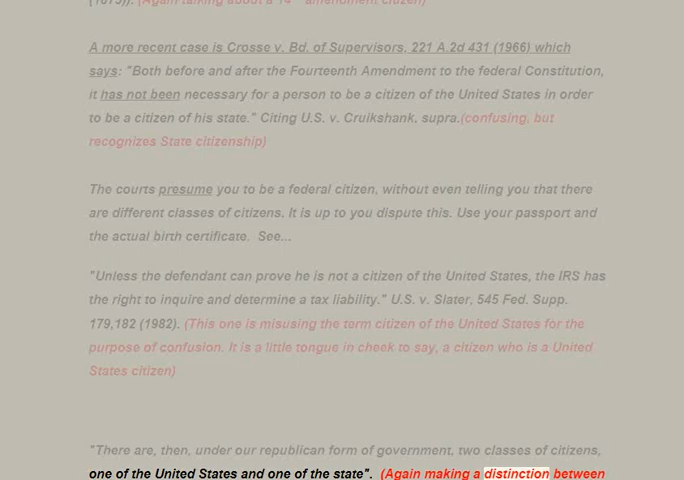 (1875)). (Again talking about a 14th amendment citizen)
A more recent case is Crosse v. Bd. of Supervisors, 221 A.2d 431 (1966) which
says: "Both before and after the Fourteenth Amendment to the federal Constitution,
it has not been necessary for a person to be a citizen of the United States in order
to be a citizen of his state." Citing U.S. v. Cruikshank, supra.(confusing, but
recognizes State citizenship)
The courts presume you to be a federal citizen, without even telling you that there
are different classes of citizens. It is up to you dispute this. Use your passport and
the actual birth certificate. See...
"Unless the defendant can prove he is not a citizen of the United States, the IRS has
the right to inquire and determine a tax liability." U.S. v. Slater, 545 Fed. Supp.
179,182 (1982). (This one is misusing the term citizen of the United States for the
purpose of confusion. It is a little tongue in cheek to say, a citizen who is a United
States citizen)
"There are, then, under our republican form of government, two classes of citizens,
one of the United States and one of the state". (Again making a distinction between